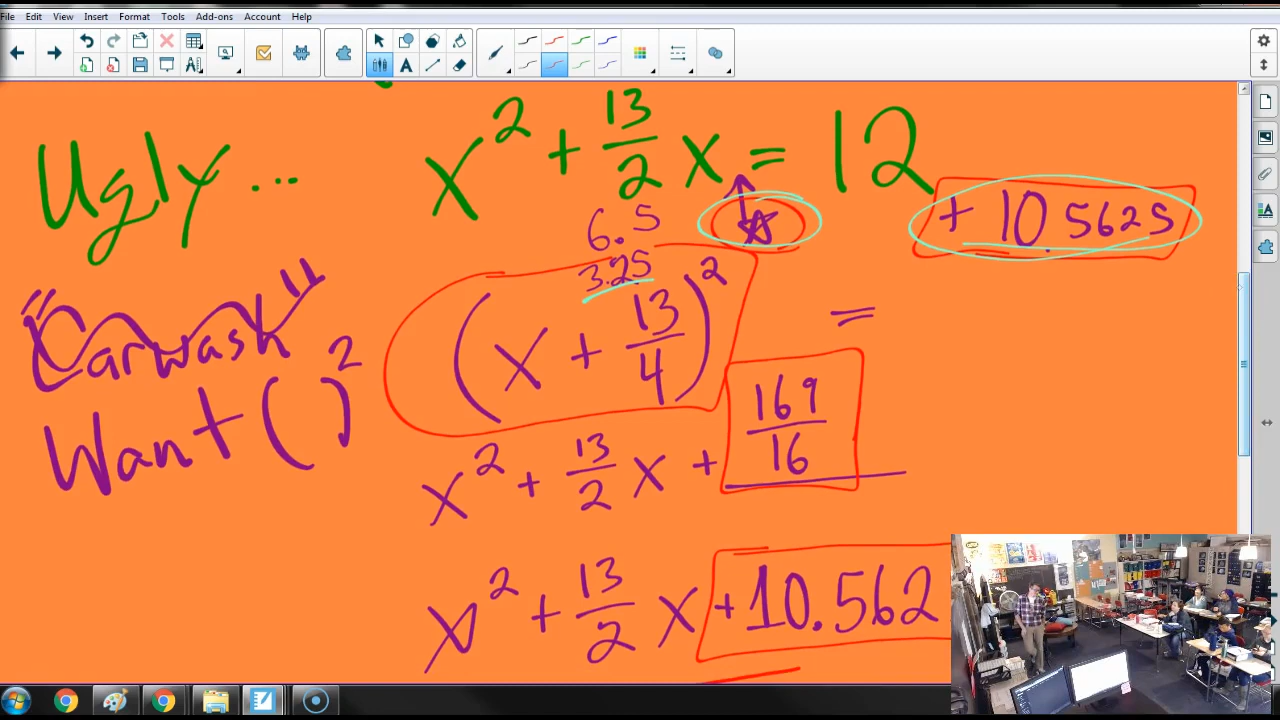 File Edit View Insert Format Tools Add-ons Account Help
Ugly...
x² + 13/2 x = 12
+ 10.5625
6.5
3.25
(x + 13/4)² =
"Carwash"
Want ( )²
x² + 13/2 x + 169/16
x² + 13/2 x +10.562